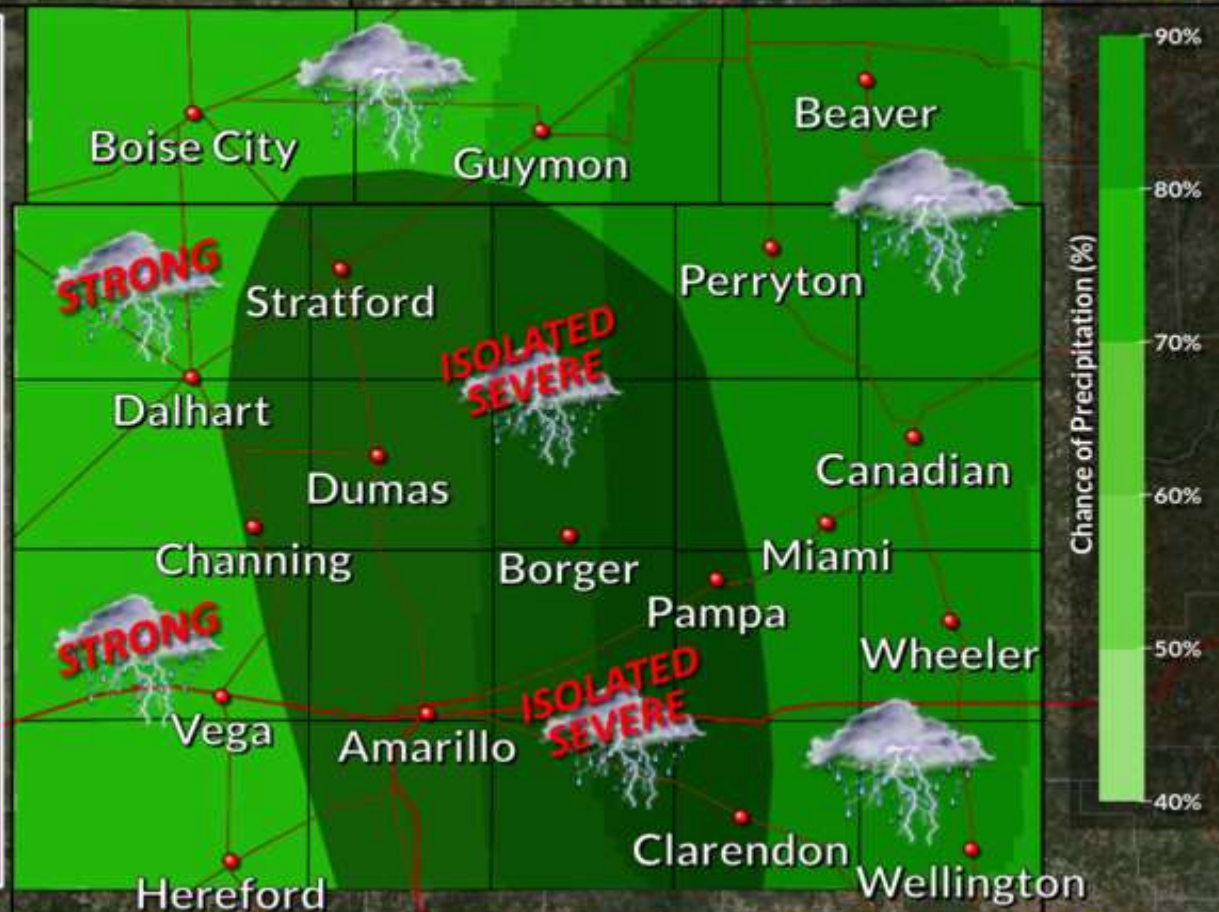 90%
Beaver
Boise City
Guymon
80%
STRONG
Perryton
Stratford
ISOLATED
SEVERE
70%
Dalhart
Canadian
Dumas
60%
Chance of Precipitation (%)
Channing
Borger
Miami
Pampa
STRONG
Wheeler
50%
ISOLATED
SEVERE
Vega
Amarillo
40%
Clarendon
Wellington
Hereford